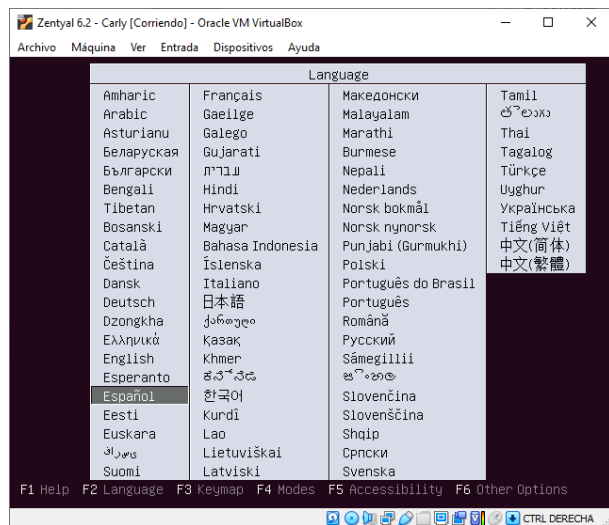 Zentyal 6.2 - Carly [Corriendo] - Oracle VM VirtualBox
Archivo Máquina Ver Entrada Dispositivos Ayuda
Language
Amharic
Arabic
Asturianu
Беларуская
Български
Bengali
Tibetan
Bosanski
Català
Čeština
Dansk
Deutsch
Dzongkha
Ελληνικά
English
Esperanto
Español
Eesti
Euskara
فارسی
Suomi
Français
Gaeilge
Galego
Gujarati
עברית
Hindi
Hrvatski
Magyar
Bahasa Indonesia
Íslenska
Italiano
日本語
ქართული
Қазақ
Khmer
ಕನ್ನಡ
한국어
Kurdî
Lao
Lietuviškai
Latviski
Македонски
Malayalam
Marathi
Burmese
Nepali
Nederlands
Norsk bokmål
Norsk nynorsk
Punjabi (Gurmukhi)
Polski
Português do Brasil
Português
Română
Русский
Sámegillii
සිංහල
Slovenčina
Slovenščina
Shqip
Српски
Svenska
Tamil
తెలుగు
Thai
Tagalog
Türkçe
Uyghur
Українська
Tiếng Việt
中文(简体)
中文(繁體)
F1 Help F2 Language F3 Keymap F4 Modes F5 Accessibility F6 Other Options
CTRL DERECHA